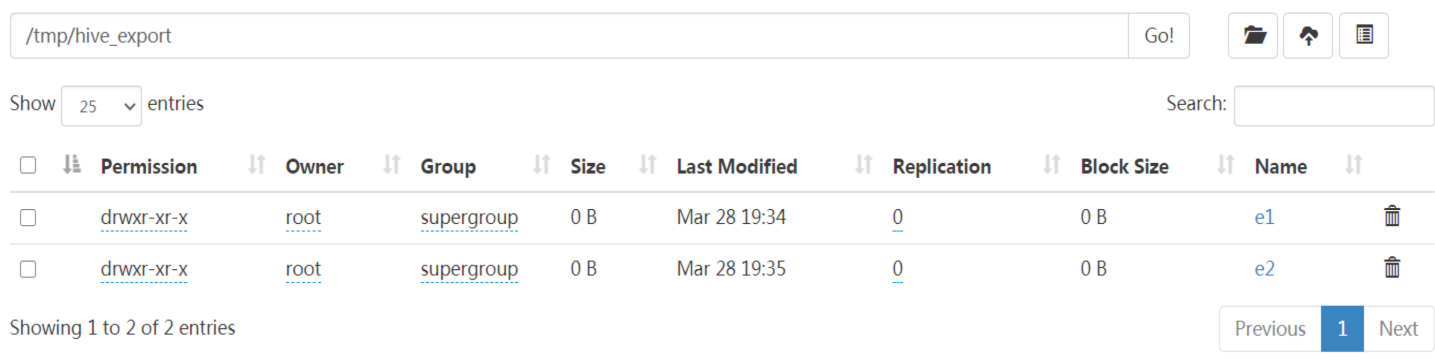 /tmp/hive_export Go!
Show 25 entries Search:
Permission Owner Group Size Last Modified Replication Block Size Name
drwxr-xr-x root supergroup 0 B Mar 28 19:34 0 0 B e1
drwxr-xr-x root supergroup 0 B Mar 28 19:35 0 0 B e2
Showing 1 to 2 of 2 entries Previous 1 Next